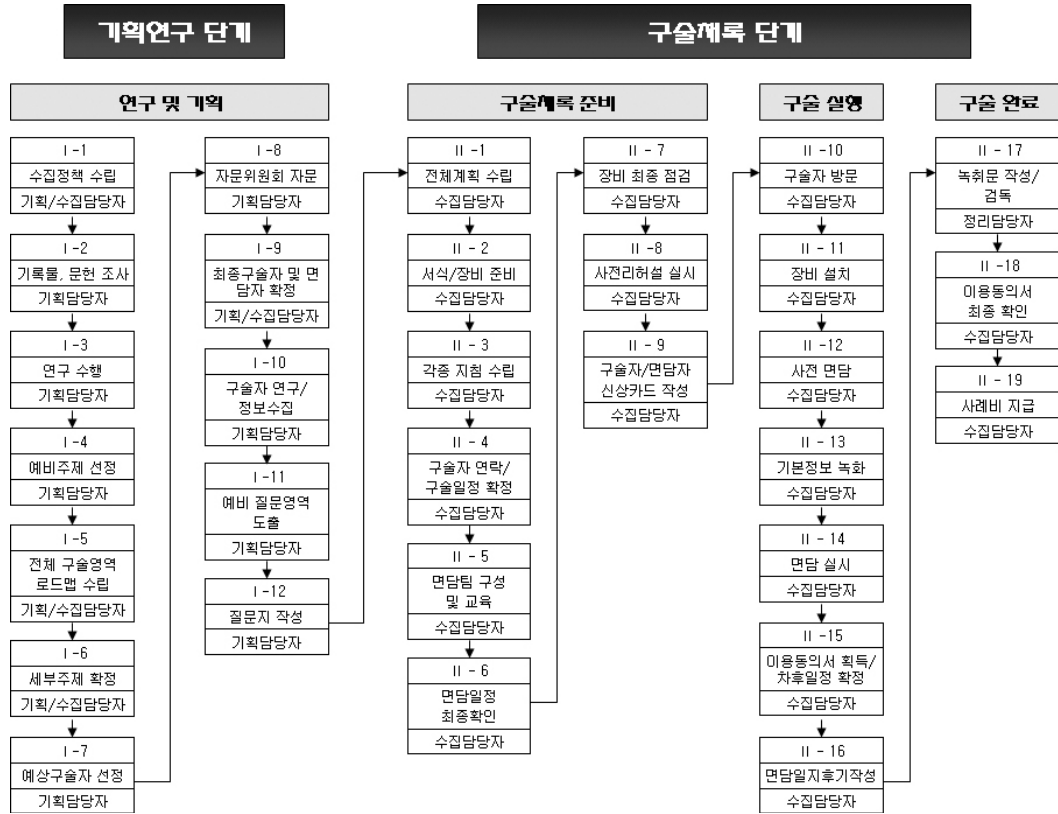 기획연구 단계
구술채록 단계
연구 및 기획
구술채록 준비
구술 실행
구술 완료
I -1
수집정책 수립
기획/수집담당자
I -2
기록물, 문헌 조사
기획담당자
I -3
연구 수행
기획담당자
I -4
예비주제 선정
기획담당자
I -5
전체 구술영역
로드맵 수립
기획/수집담당자
I -6
세부주제 확정
기획/수집담당자
I -7
예상구술자 선정
기획담당자
I -8
자문위원회 자문
기획담당자
I -9
최종구술자 및 면
담자 확정
기획/수집담당자
I -10
구술자 연구/
정보수집
기획담당자
I -11
예비 질문영역
도출
기획담당자
I -12
질문지 작성
기획담당자
II - 1
전체계획 수립
수집담당자
II - 2
서식/장비 준비
수집담당자
II - 3
각종 지침 수립
수집담당자
II - 4
구술자 연락/
구술일정 확정
수집담당자
II - 5
면담팀 구성
및 교육
수집담당자
II - 6
면담일정
최종확인
수집담당자
II - 7
장비 최종 점검
수집담당자
II -8
사전리허설 실시
수집담당자
II - 9
구술자/면담자
신상카드 작성
수집담당자
II -10
구술자 방문
수집담당자
II - 11
장비 설치
수집담당자
II -12
사전 면담
수집담당자
II - 13
기본정보 녹화
수집담당자
II - 14
면담 실시
수집담당자
II -15
이용동의서 획득/
차후일정 확정
수집담당자
II - 16
면담일지후기작성
수집담당자
II - 17
녹취문 작성/
검독
정리담당자
II -18
이용동의서
최종 확인
수집담당자
II - 19
사례비 지급
수집담당자